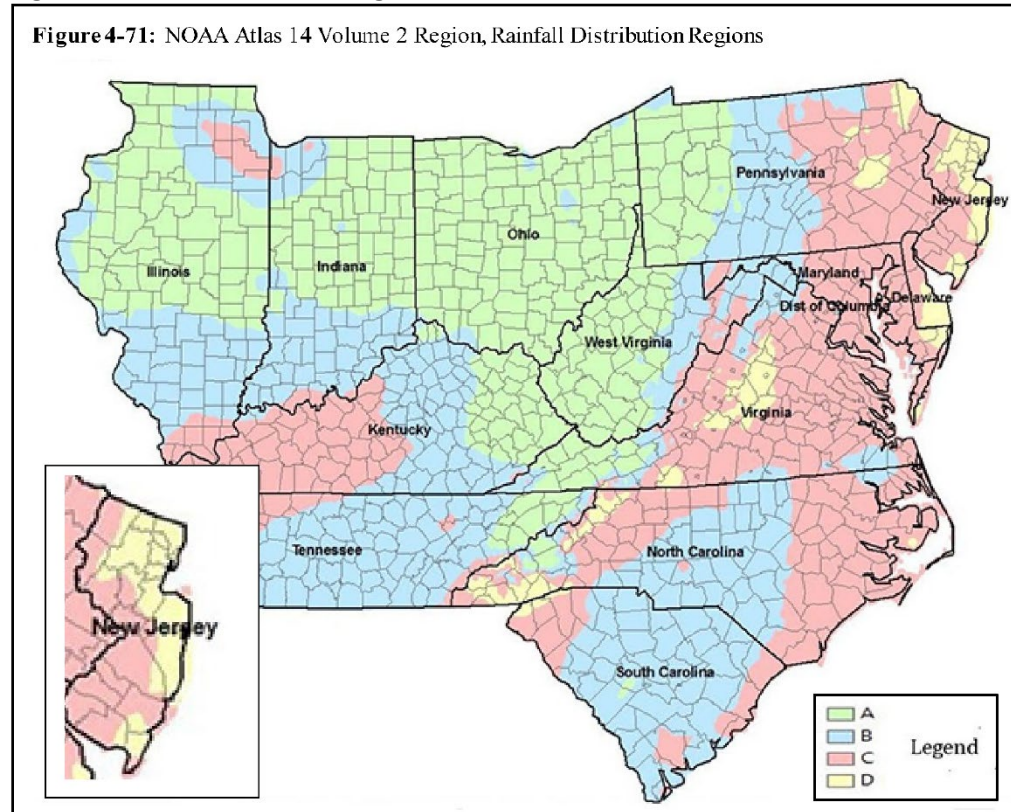 Figure 4-71: NOAA Atlas 14 Volume 2 Region, Rainfall Distribution Regions
Pennsylvania
New Jersey
Ohio
Illinois
Indiana
Maryland
Dist of Columbia
Delaware
West Virginia
Virginia
Kentucky
Tennessee
North Carolina
South Carolina
New Jersey
A
B
C
D
Legend